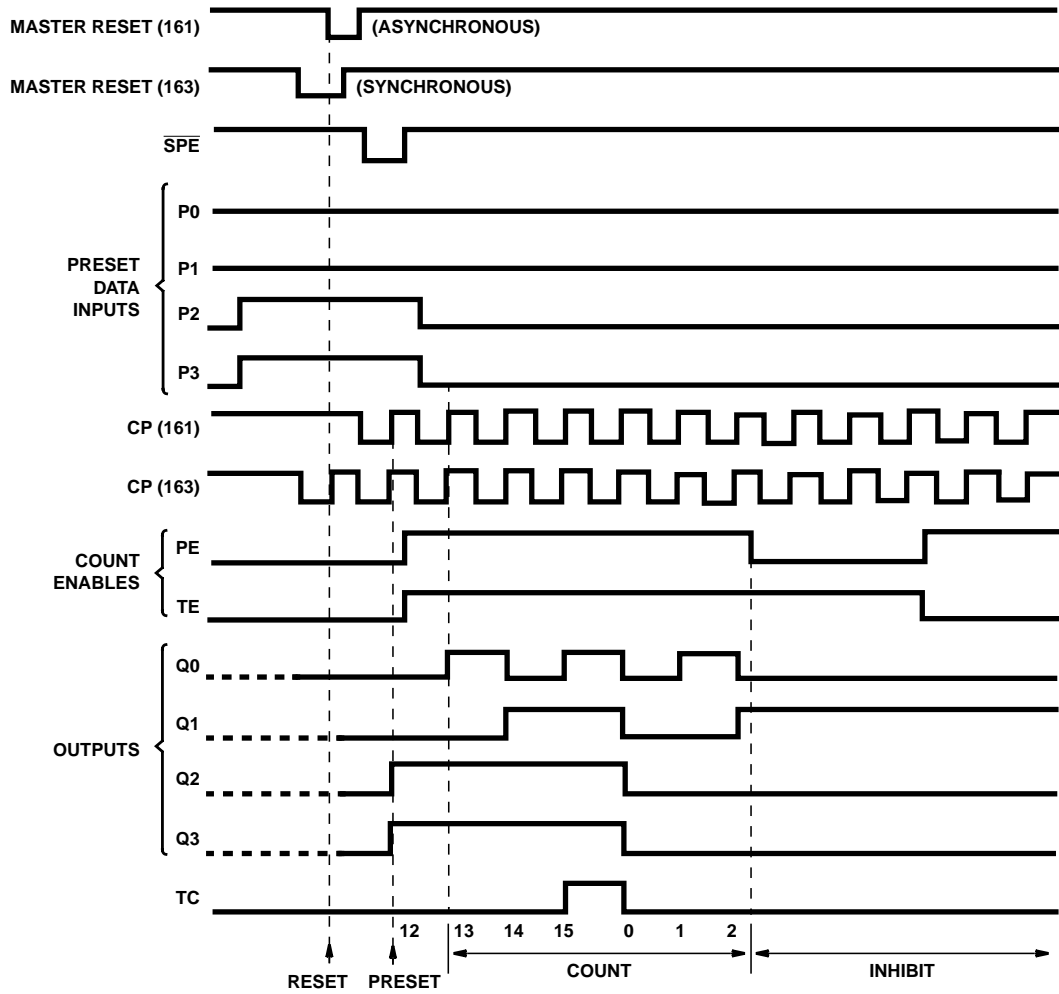 MASTER RESET (161)
(ASYNCHRONOUS)
MASTER RESET (163)
(SYNCHRONOUS)
SPE
P0
P1
PRESET
DATA
INPUTS
P2
P3
CP (161)
CP (163)
PE
COUNT
ENABLES
TE
Q0
Q1
OUTPUTS
Q2
Q3
TC
12 13 14 15 0 1 2
RESET PRESET COUNT INHIBIT